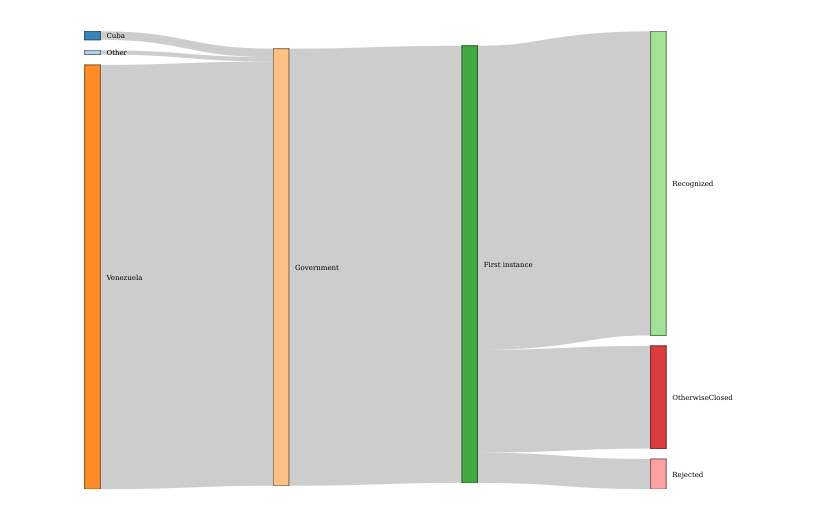 Cuba
Other
Venezuela
Government
First instance
Recognized
OtherwiseClosed
Rejected